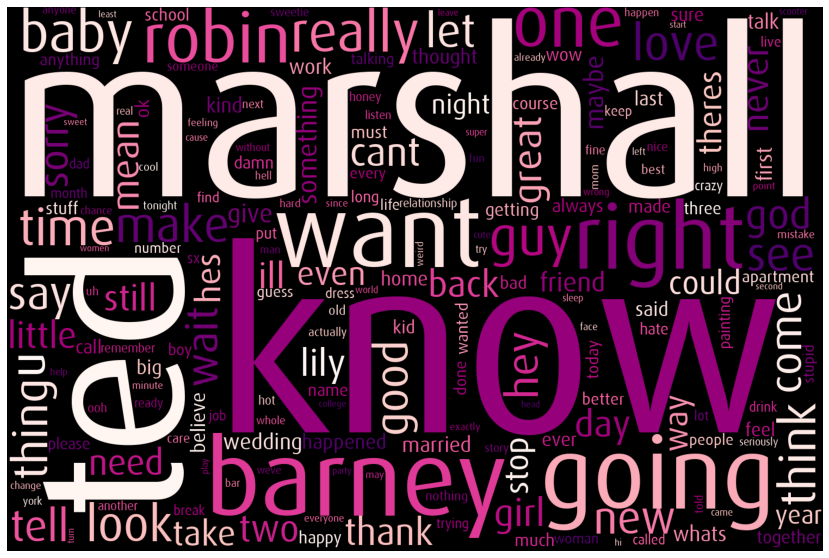 anyone least sweetie leave happen scooter
baby school robin really let one love sure start talk
anything someone talking thought already wow live
marshall
work kind next honey night course maybe keep last never
sorry sweet real ok mean feeling cause listen something must cant super great theres
dad cool without damn every fun fine left nice best first
month hell mom high crazy
stuff chance tonight find hard since long life relationship wrong point
time make give want getting always made three god
women number put man weird cute try guy right mistake
ted hes sx ill even home back bad friend could apartment see
say uh still guess dress world sleep second
know
little wait old actually kid wanted said hate painting
call remember boy lily done hey face today stupid come
thingu help big minute name good
ooh ready job hot college exactly head better drink
believe whole day way lot feel
please care wedding happened married ever people seriously think
need play weve story stop
barney going
change york bar party may nothing told
tell another break everyone trying girl new came year
look take two happy thank much woman hi called whats together
turn